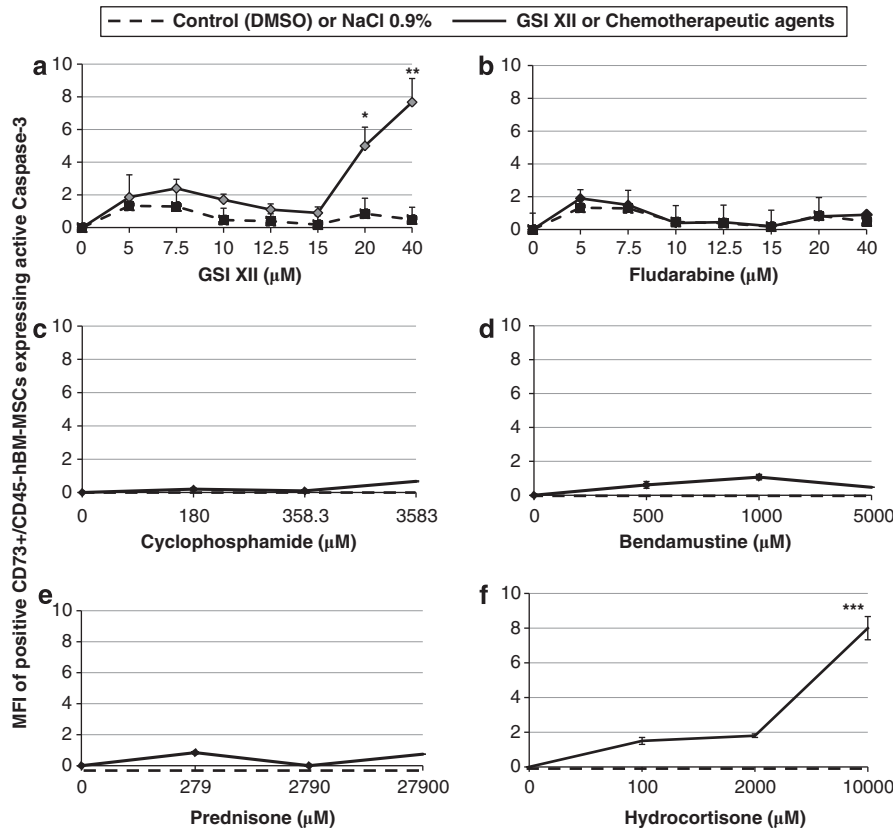 Control (DMSO) or NaCl 0.9% GSI XII or Chemotherapeutic agents
MFI of positive CD73+/CD45-hBM-MSCs expressing active Caspase-3
a
10
8
6
4
2
0
* **
0 5 7.5 10 12.5 15 20 40
GSI XII (μM)
b
10
8
6
4
2
0
0 5 7.5 10 12.5 15 20 40
Fludarabine (μM)
c
10
8
6
4
2
0
0 180 358.3 3583
Cyclophosphamide (μM)
d
10
8
6
4
2
0
0 500 1000 5000
Bendamustine (μM)
e
10
8
6
4
2
0
0 279 2790 27900
Prednisone (μM)
f
10
8
6
4
2
0
***
0 100 2000 10000
Hydrocortisone (μM)